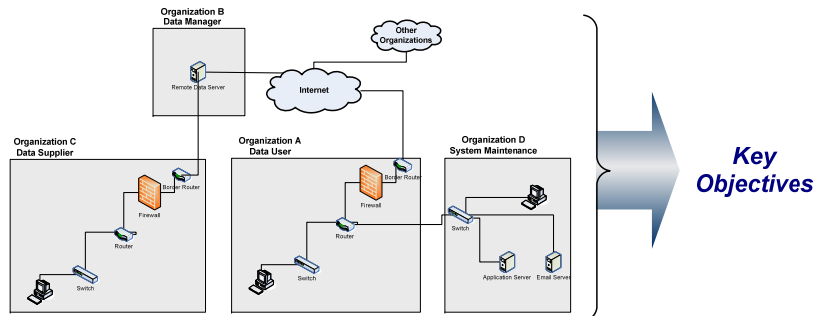 Organization B
Data Manager
Other
Organizations
Remote Data Server
Internet
Organization C
Data Supplier
Border Router
Firewall
Router
Switch
Organization A
Data User
Border Router
Firewall
Router
Switch
Organization D
System Maintenance
Switch
Application Server
Email Server
Key
Objectives